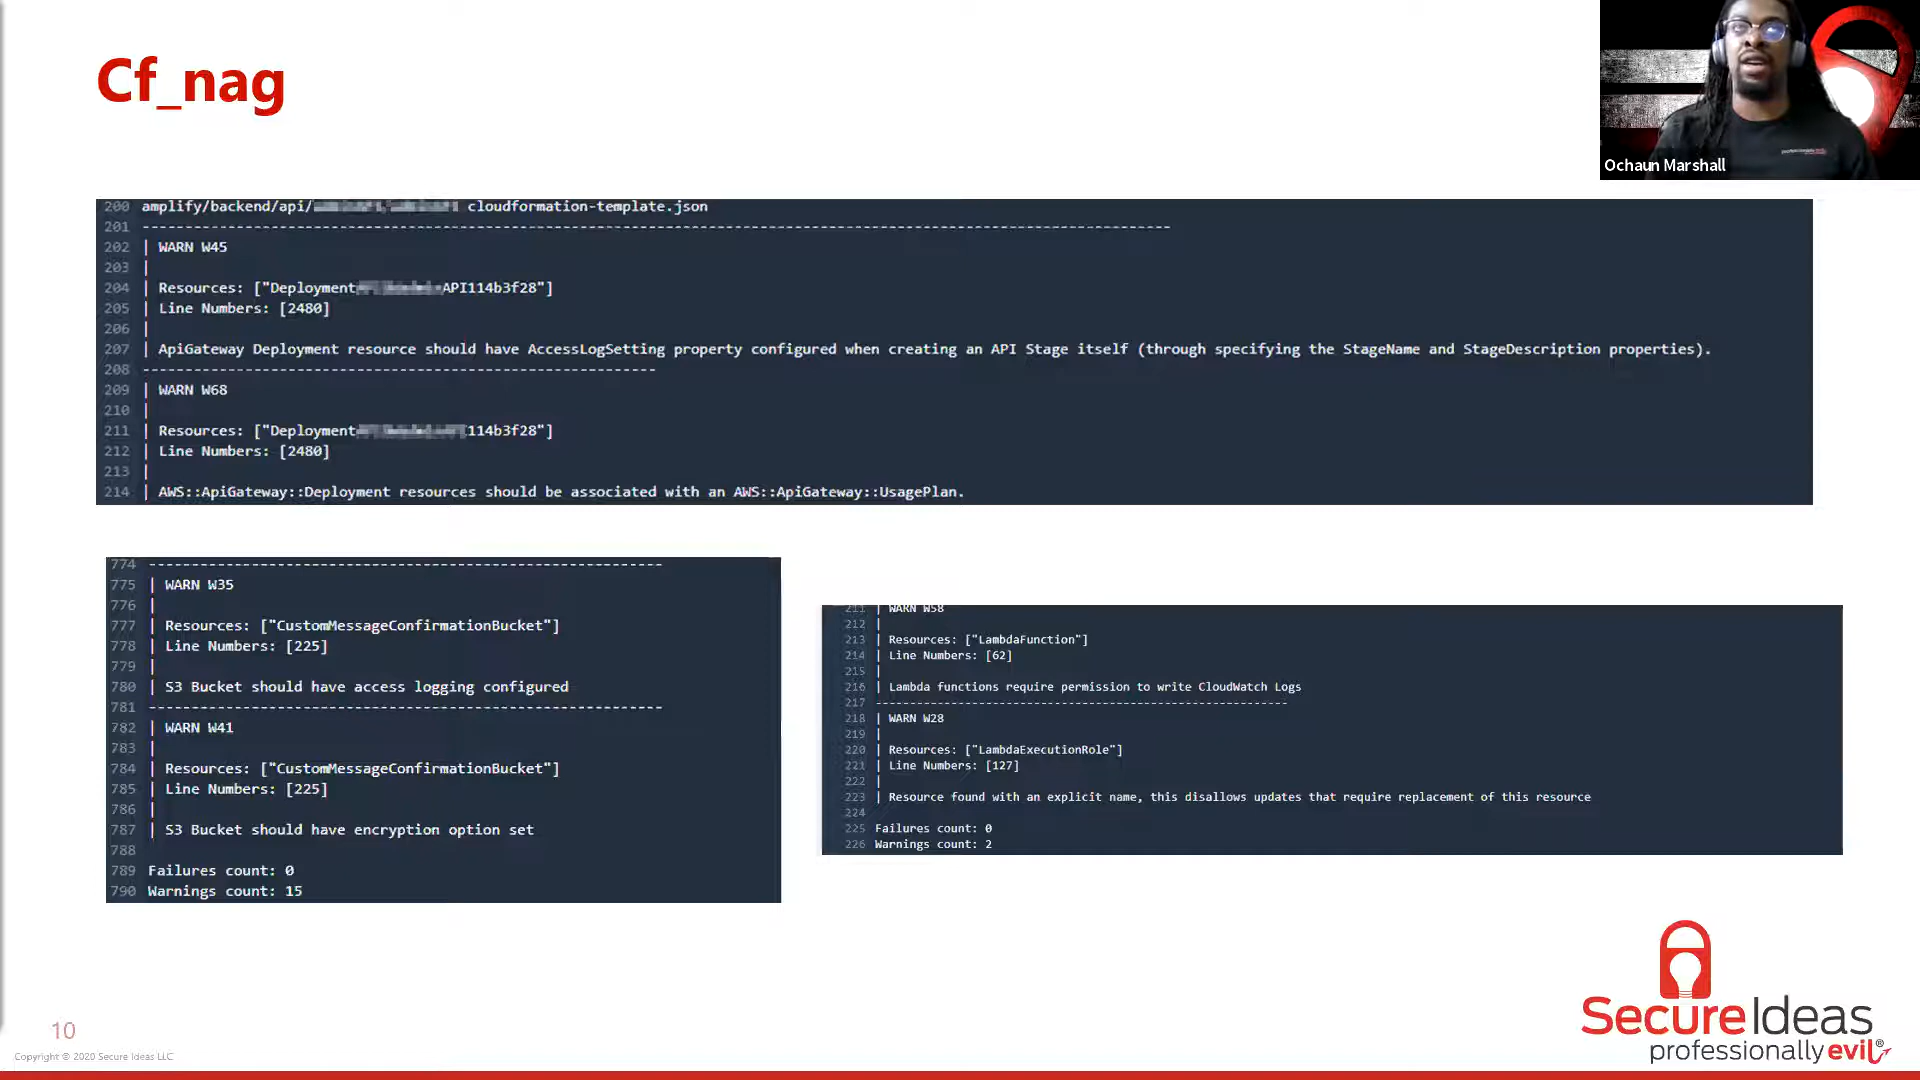 Cf_nag
Ochaun Marshall
200 amplify/backend/api/ cloudformation-template.json
201 ------------------------------------------------------------------------------------------------------------------------
202 | WARN W45
203 |
204 | Resources: ["Deployment API114b3f28"]
205 | Line Numbers: [2480]
206 |
207 | ApiGateway Deployment resource should have AccessLogSetting property configured when creating an API Stage itself (through specifying the StageName and StageDescription properties).
208 ------------------------------------------------------------
209 | WARN W68
210 |
211 | Resources: ["Deployment 114b3f28"]
212 | Line Numbers: [2480]
213 |
214 | AWS::ApiGateway::Deployment resources should be associated with an AWS::ApiGateway::UsagePlan.
774 ------------------------------------------------------------
775 | WARN W35
776 |
777 | Resources: ["CustomMessageConfirmationBucket"]
778 | Line Numbers: [225]
779 |
780 | S3 Bucket should have access logging configured
781 ------------------------------------------------------------
782 | WARN W41
783 |
784 | Resources: ["CustomMessageConfirmationBucket"]
785 | Line Numbers: [225]
786 |
787 | S3 Bucket should have encryption option set
788
789 Failures count: 0
790 Warnings count: 15
211 | WARN W58
212 |
213 | Resources: ["LambdaFunction"]
214 | Line Numbers: [62]
215 |
216 | Lambda functions require permission to write CloudWatch Logs
217 ------------------------------------------------------------
218 | WARN W28
219 |
220 | Resources: ["LambdaExecutionRole"]
221 | Line Numbers: [127]
222 |
223 | Resource found with an explicit name, this disallows updates that require replacement of this resource
224
225 Failures count: 0
226 Warnings count: 2
SecureIdeas
professionallyevil®
10
Copyright © 2020 Secure Ideas LLC